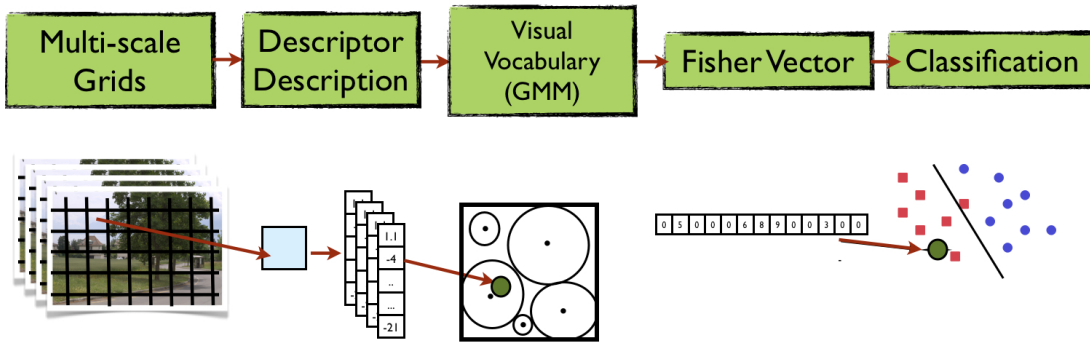 Multi-scale
Grids
Descriptor
Description
Visual
Vocabulary
(GMM)
Fisher Vector
Classification
1.1
-4
..
...
-21
0 5 0 0 0 6 8 9 0 0 3 0 0